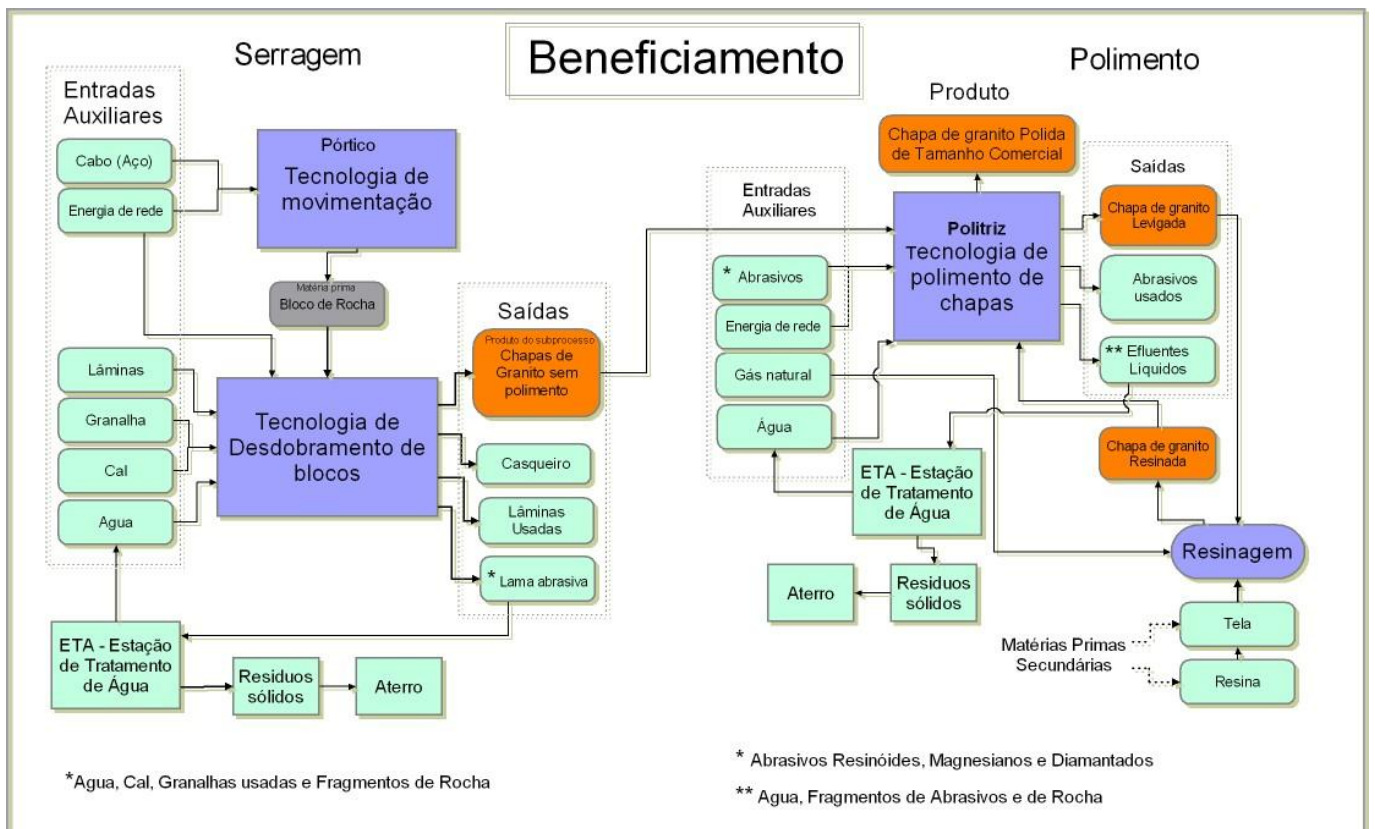 Serragem
Beneficiamento
Polimento
Entradas
Auxiliares
Cabo (Aço)
Energia de rede
Pórtico
Tecnologia de
movimentação
Matéria prima
Bloco de Rocha
Lâminas
Granalha
Cal
Agua
Tecnologia de
Desdobramento de
blocos
Saídas
Produto do subprocesso
Chapas de
Granito sem
polimento
Casqueiro
Lâminas
Usadas
* Lama abrasiva
ETA - Estação
de Tratamento
de Água
Residuos
sólidos
Aterro
*Agua, Cal, Granalhas usadas e Fragmentos de Rocha
Produto
Chapa de granito Polida
de Tamanho Comercial
Entradas
Auxiliares
* Abrasivos
Energia de rede
Gás natural
Água
Politriz
Tecnologia de
polimento de
chapas
Saídas
Chapa de granito
Levigada
Abrasivos
usados
** Efluentes
Liquidos
ETA - Estação
de Tratamento
de Água
Aterro
Residuos
sólidos
Chapa de granito
Resinada
Resinagem
Tela
Matérias Primas
Secundárias
Resina
* Abrasivos Resinóides, Magnesianos e Diamantados
** Agua, Fragmentos de Abrasivos e de Rocha